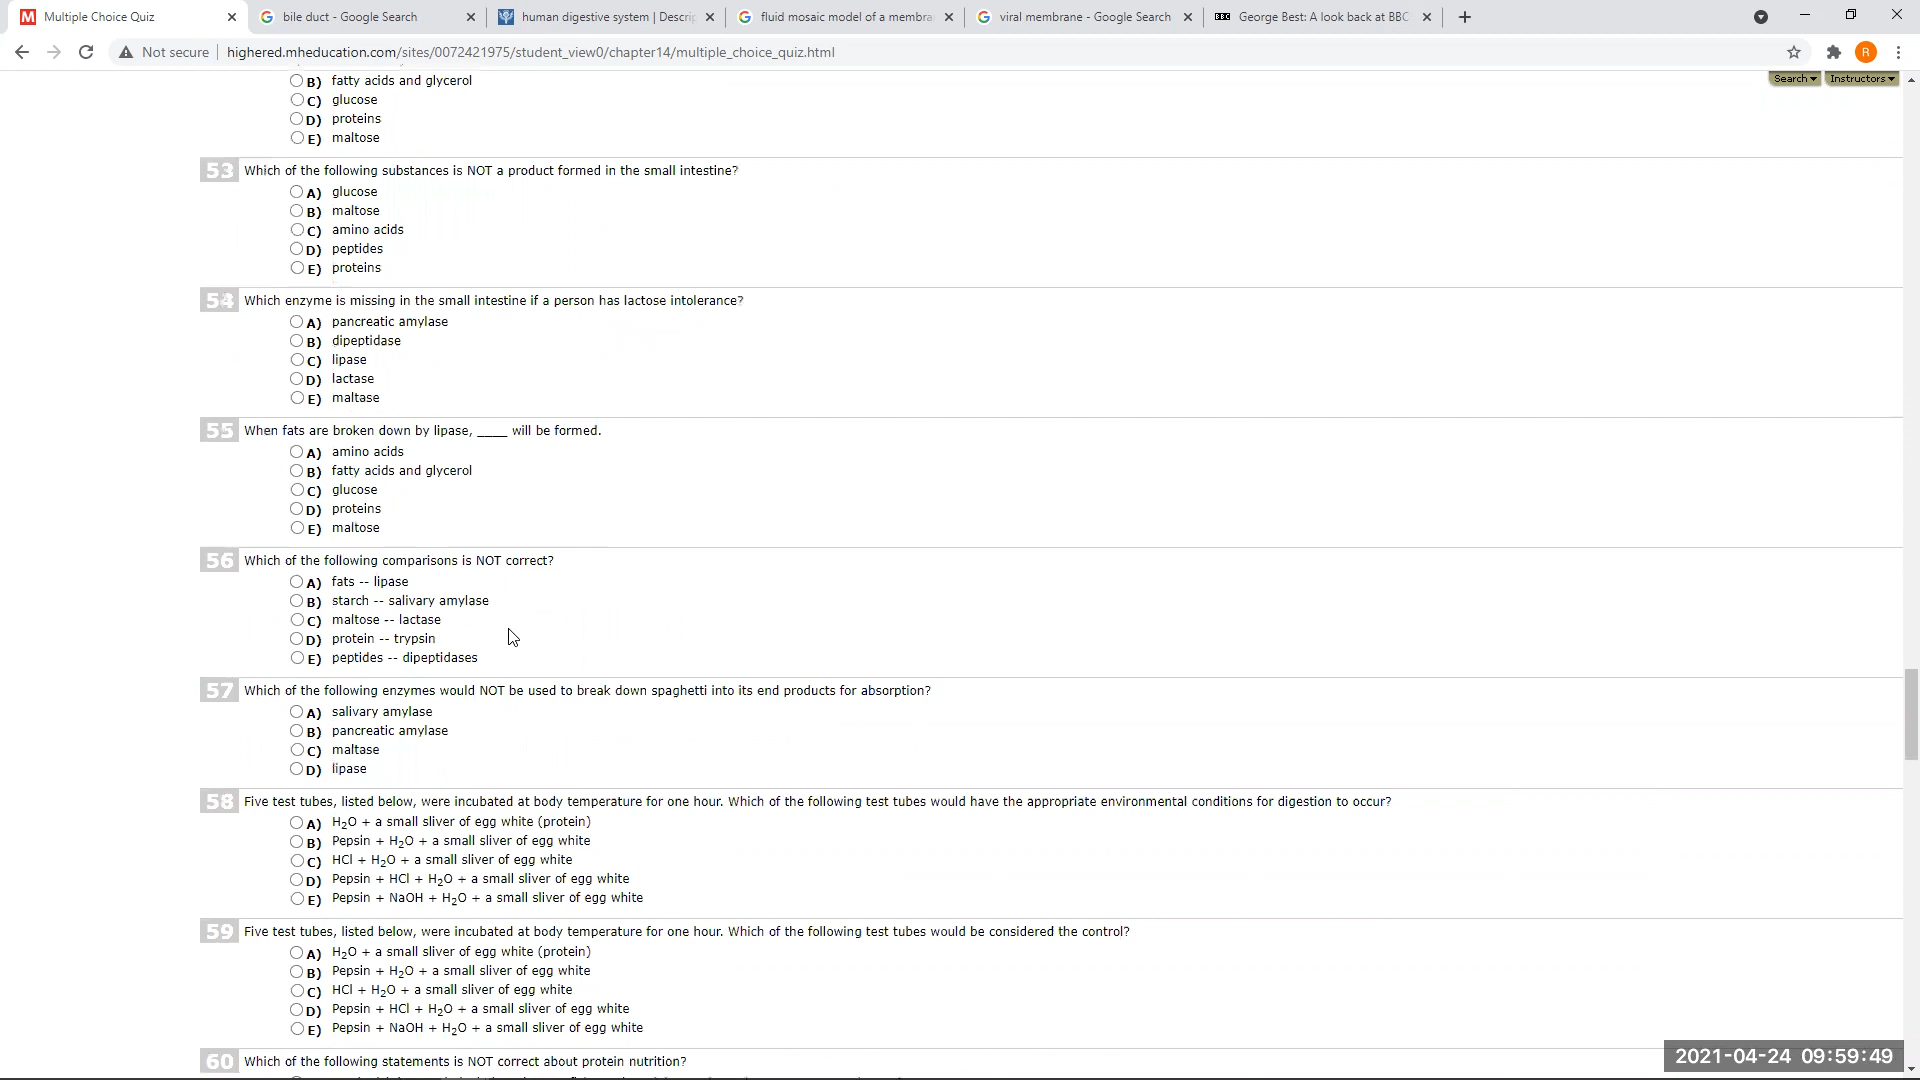 Multiple Choice Quiz
bile duct - Google Search
human digestive system | Descrip
fluid mosaic model of a membra
viral membrane - Google Search
BBC George Best: A look back at BBC
Not secure highered.mheducation.com/sites/0072421975/student_view0/chapter14/multiple_choice_quiz.html
R
Search Instructors
B) fatty acids and glycerol
C) glucose
D) proteins
E) maltose
53 Which of the following substances is NOT a product formed in the small intestine?
A) glucose
B) maltose
C) amino acids
D) peptides
E) proteins
54 Which enzyme is missing in the small intestine if a person has lactose intolerance?
A) pancreatic amylase
B) dipeptidase
C) lipase
D) lactase
E) maltase
55 When fats are broken down by lipase, ____ will be formed.
A) amino acids
B) fatty acids and glycerol
C) glucose
D) proteins
E) maltose
56 Which of the following comparisons is NOT correct?
A) fats -- lipase
B) starch -- salivary amylase
C) maltose -- lactase
D) protein -- trypsin
E) peptides -- dipeptidases
57 Which of the following enzymes would NOT be used to break down spaghetti into its end products for absorption?
A) salivary amylase
B) pancreatic amylase
C) maltase
D) lipase
58 Five test tubes, listed below, were incubated at body temperature for one hour. Which of the following test tubes would have the appropriate environmental conditions for digestion to occur?
A) H2O + a small sliver of egg white (protein)
B) Pepsin + H2O + a small sliver of egg white
C) HCl + H2O + a small sliver of egg white
D) Pepsin + HCl + H2O + a small sliver of egg white
E) Pepsin + NaOH + H2O + a small sliver of egg white
59 Five test tubes, listed below, were incubated at body temperature for one hour. Which of the following test tubes would be considered the control?
A) H2O + a small sliver of egg white (protein)
B) Pepsin + H2O + a small sliver of egg white
C) HCl + H2O + a small sliver of egg white
D) Pepsin + HCl + H2O + a small sliver of egg white
E) Pepsin + NaOH + H2O + a small sliver of egg white
60 Which of the following statements is NOT correct about protein nutrition?
2021-04-24 09:59:49